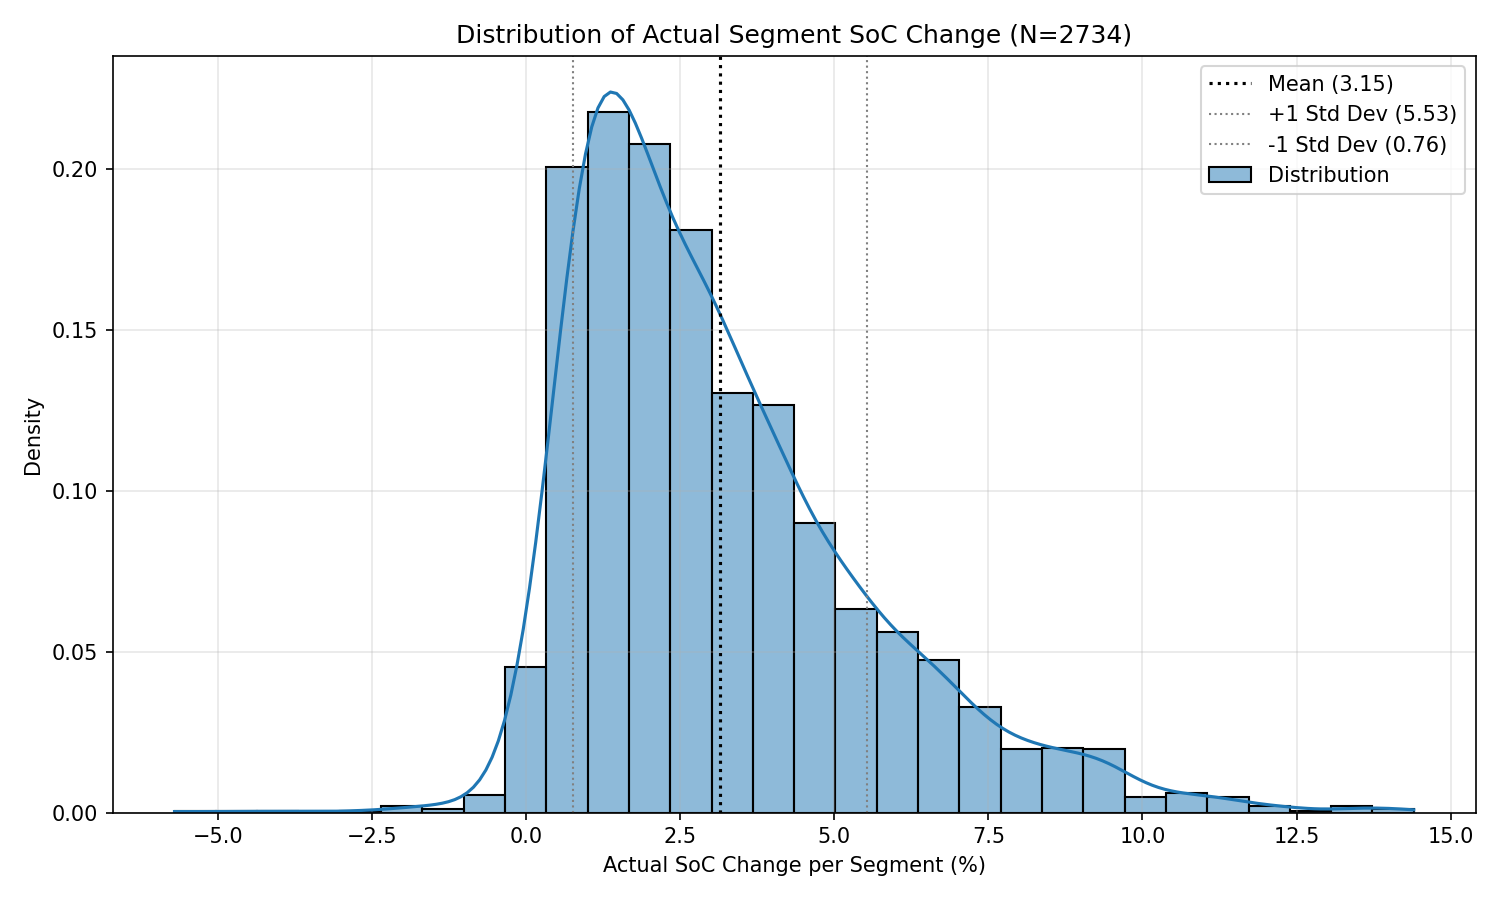 Distribution of Actual Segment SoC Change (N=2734)
Mean (3.15)
+1 Std Dev (5.53)
-1 Std Dev (0.76)
Distribution
Density
0.20
0.15
0.10
0.05
0.00
−5.0 −2.5 0.0 2.5 5.0 7.5 10.0 12.5 15.0
Actual SoC Change per Segment (%)